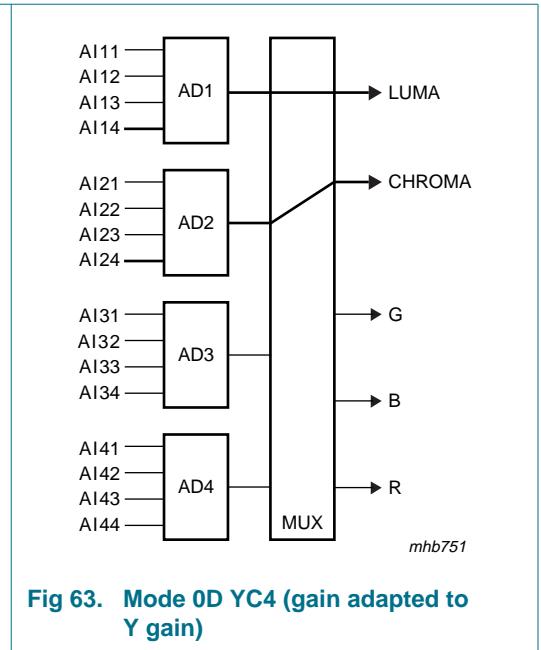 AI11
AI12
AI13
AI14
AD1
LUMA
AI21
AI22
AI23
AI24
AD2
CHROMA
AI31
AI32
AI33
AI34
AD3
G
B
AI41
AI42
AI43
AI44
AD4
R
MUX
mhb751
Fig 63. Mode 0D YC4 (gain adapted to
Y gain)